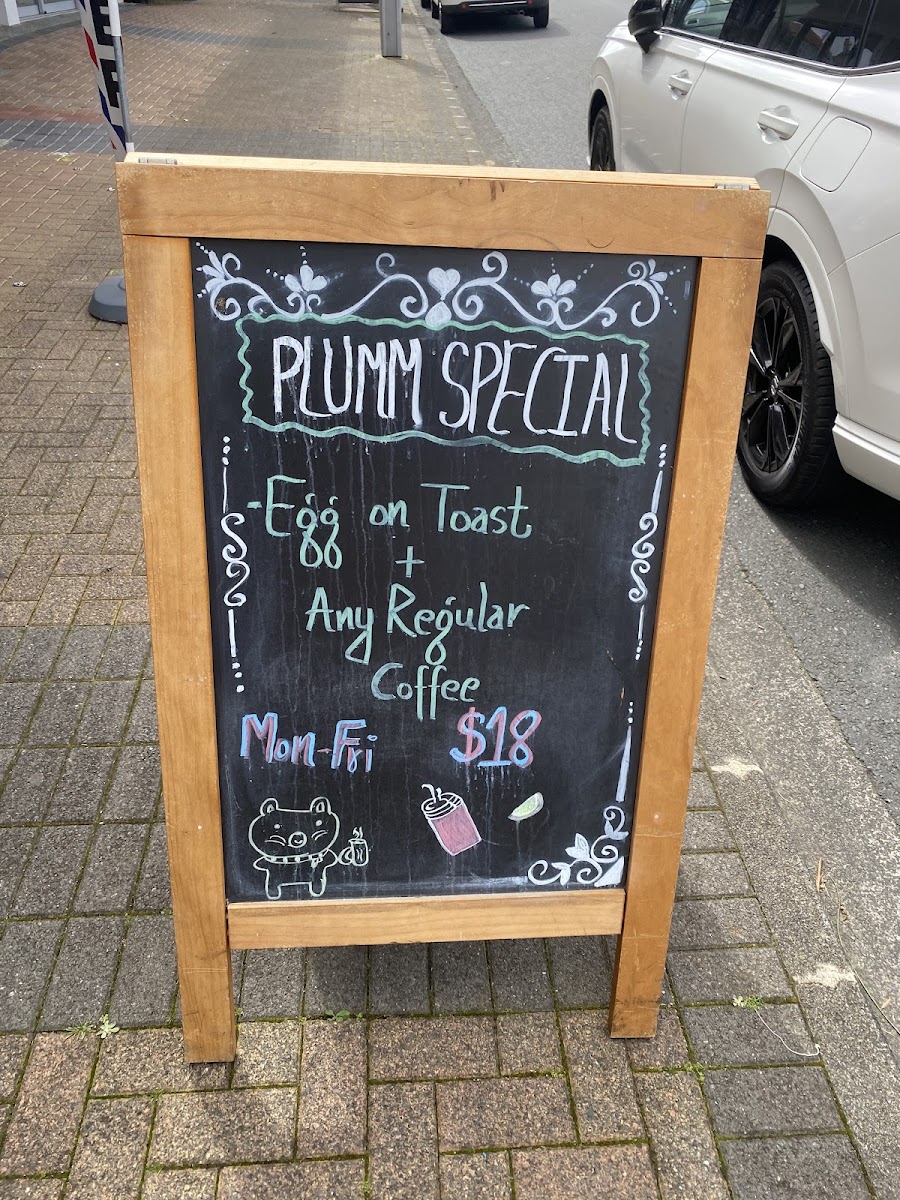 PLUMM SPECIAL
-Egg on Toast
+
Any Regular
Coffee
Mon-Fri $18